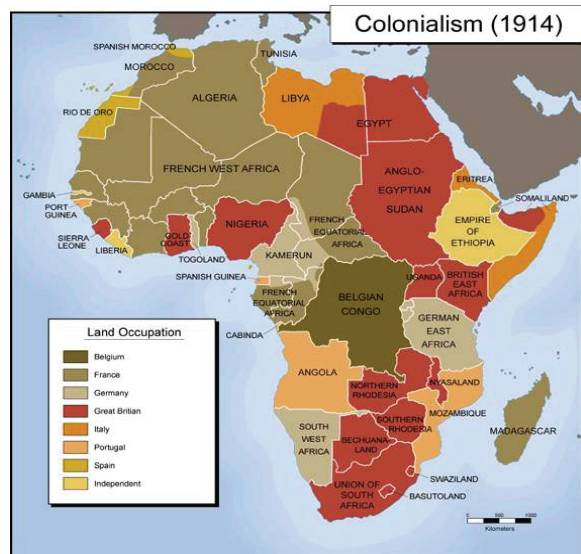 Colonialism (1914)
SPANISH MOROCCO
TUNISIA
MOROCCO
ALGERIA
LIBYA
RIO DE ORO
EGYPT
FRENCH WEST AFRICA
ANGLO-
EGYPTIAN
SUDAN
ERITREA
GAMBIA
PORT
GUINEA
SOMALILAND
NIGERIA
FRENCH
EQUATORIAL
AFRICA
EMPIRE
OF
ETHIOPIA
SIERRA
LEONE
LIBERIA
GOLD
COAST
TOGOLAND
KAMERUN
SPANISH GUINEA
UGANDA
BRITISH
EAST AFRICA
FRENCH
EQUATORIAL
AFRICA
BELGIAN
CONGO
GERMAN
EAST
AFRICA
CABINDA
Land Occupation
Belgium
France
Germany
Great Britian
Italy
Portugal
Spain
Independent
ANGOLA
NORTHERN
RHODESIA
NYASALAND
MOZAMBIQUE
SOUTHERN
RHODESIA
MADAGASCAR
SOUTH
WEST
AFRICA
BECHUANA
LAND
SWAZILAND
UNION OF
SOUTH
AFRICA
BASUTOLAND
0 500 1000
Kilometers